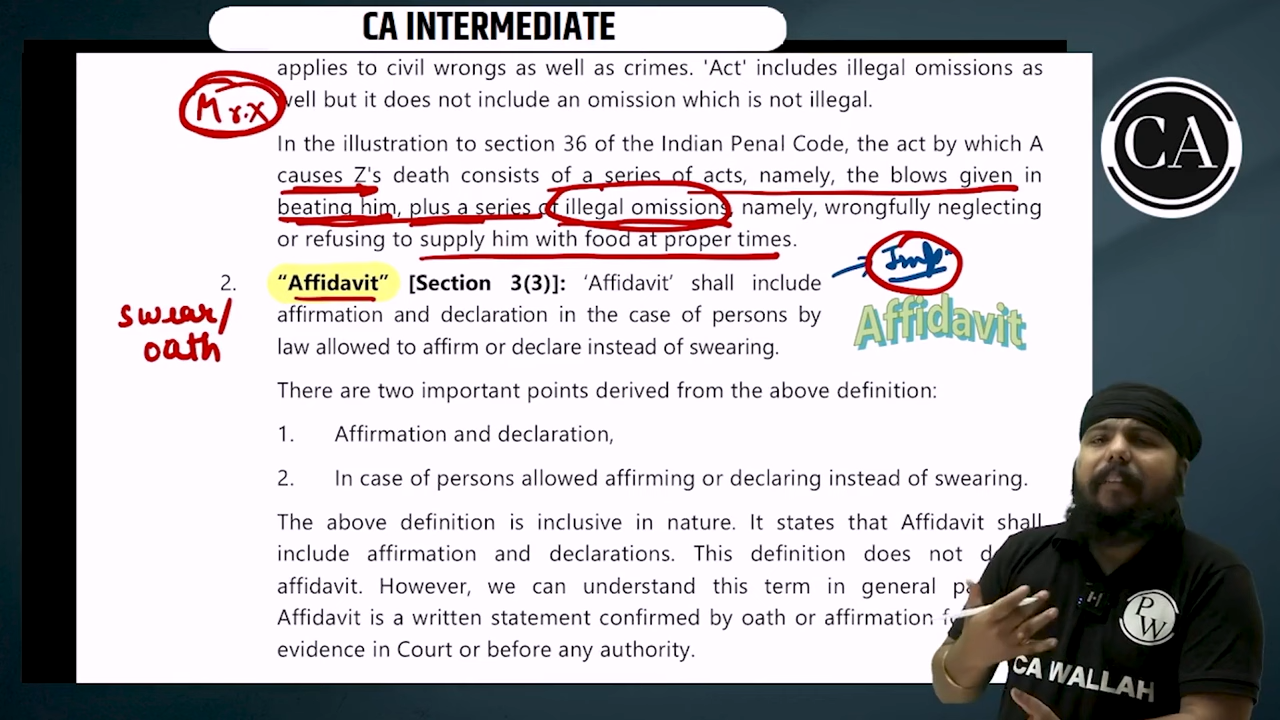 CA INTERMEDIATE
applies to civil wrongs as well as crimes. 'Act' includes illegal omissions as
well but it does not include an omission which is not illegal.
Mr.X
In the illustration to section 36 of the Indian Penal Code, the act by which A
causes Z's death consists of a series of acts, namely, the blows given in
beating him, plus a series of illegal omissions, namely, wrongfully neglecting
or refusing to supply him with food at proper times.
2. “Affidavit” [Section 3(3)]: ‘Affidavit’ shall include
affirmation and declaration in the case of persons by
law allowed to affirm or declare instead of swearing.
swear/
oath
Imp
Affidavit
There are two important points derived from the above definition:
1. Affirmation and declaration,
2. In case of persons allowed affirming or declaring instead of swearing.
The above definition is inclusive in nature. It states that Affidavit shall
include affirmation and declarations. This definition does not
affidavit. However, we can understand this term in general
Affidavit is a written statement confirmed by oath or affirmation
evidence in Court or before any authority.
CA
PW
CA WALLAH